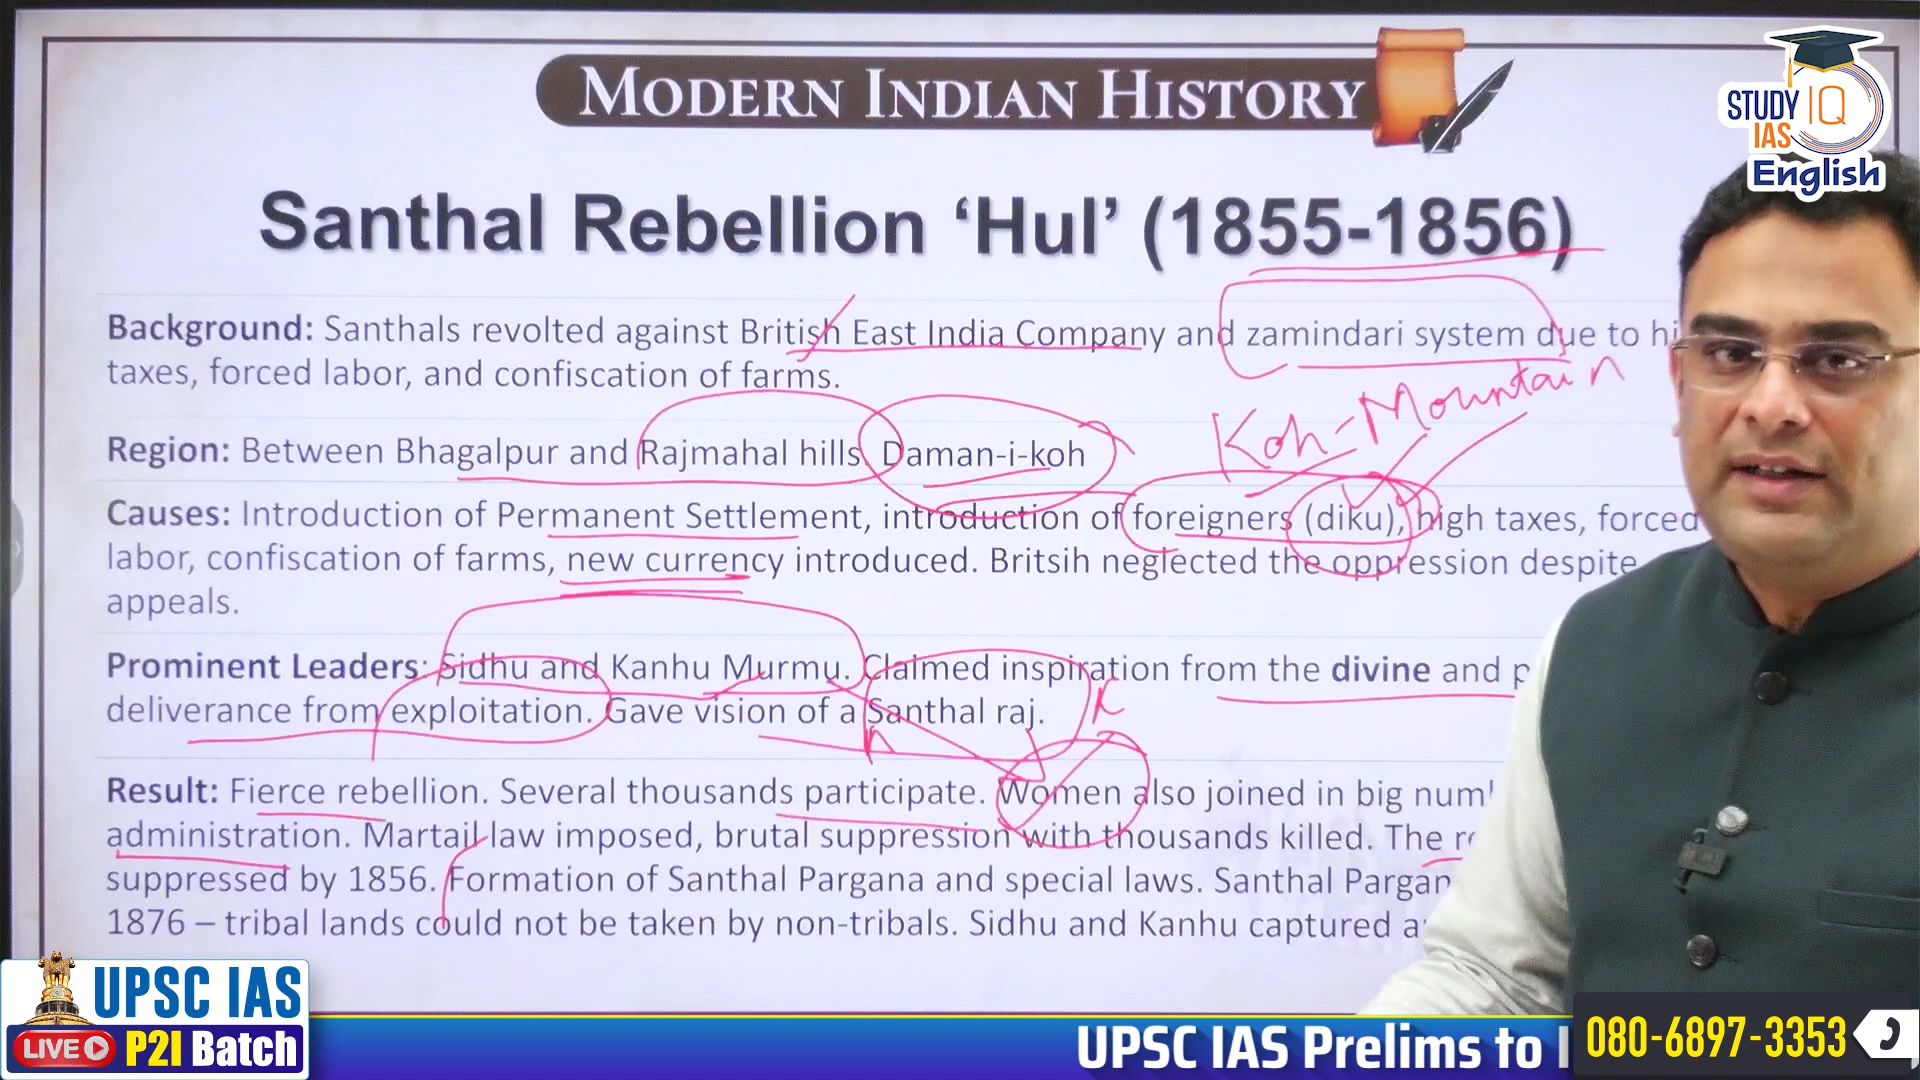 MODERN INDIAN HISTORY
STUDY IQ
IAS
English
Santhal Rebellion ‘Hul’ (1855-1856)
Background: Santhals revolted against British East India Company and zamindari system due to hi
taxes, forced labor, and confiscation of farms.
Koh - Mountain
Region: Between Bhagalpur and Rajmahal hills. Daman-i-koh
Causes: Introduction of Permanent Settlement, introduction of foreigners (diku), high taxes, forced
labor, confiscation of farms, new currency introduced. Britsih neglected the oppression despite
appeals.
Prominent Leaders: Sidhu and Kanhu Murmu. Claimed inspiration from the divine and p
deliverance from exploitation. Gave vision of a Santhal raj.
Result: Fierce rebellion. Several thousands participate. Women also joined in big num
administration. Martail law imposed, brutal suppression with thousands killed. The re
suppressed by 1856. Formation of Santhal Pargana and special laws. Santhal Pargan
1876 – tribal lands could not be taken by non-tribals. Sidhu and Kanhu captured a
UPSC IAS
LIVE P2I Batch
UPSC IAS Prelims to I
080-6897-3353